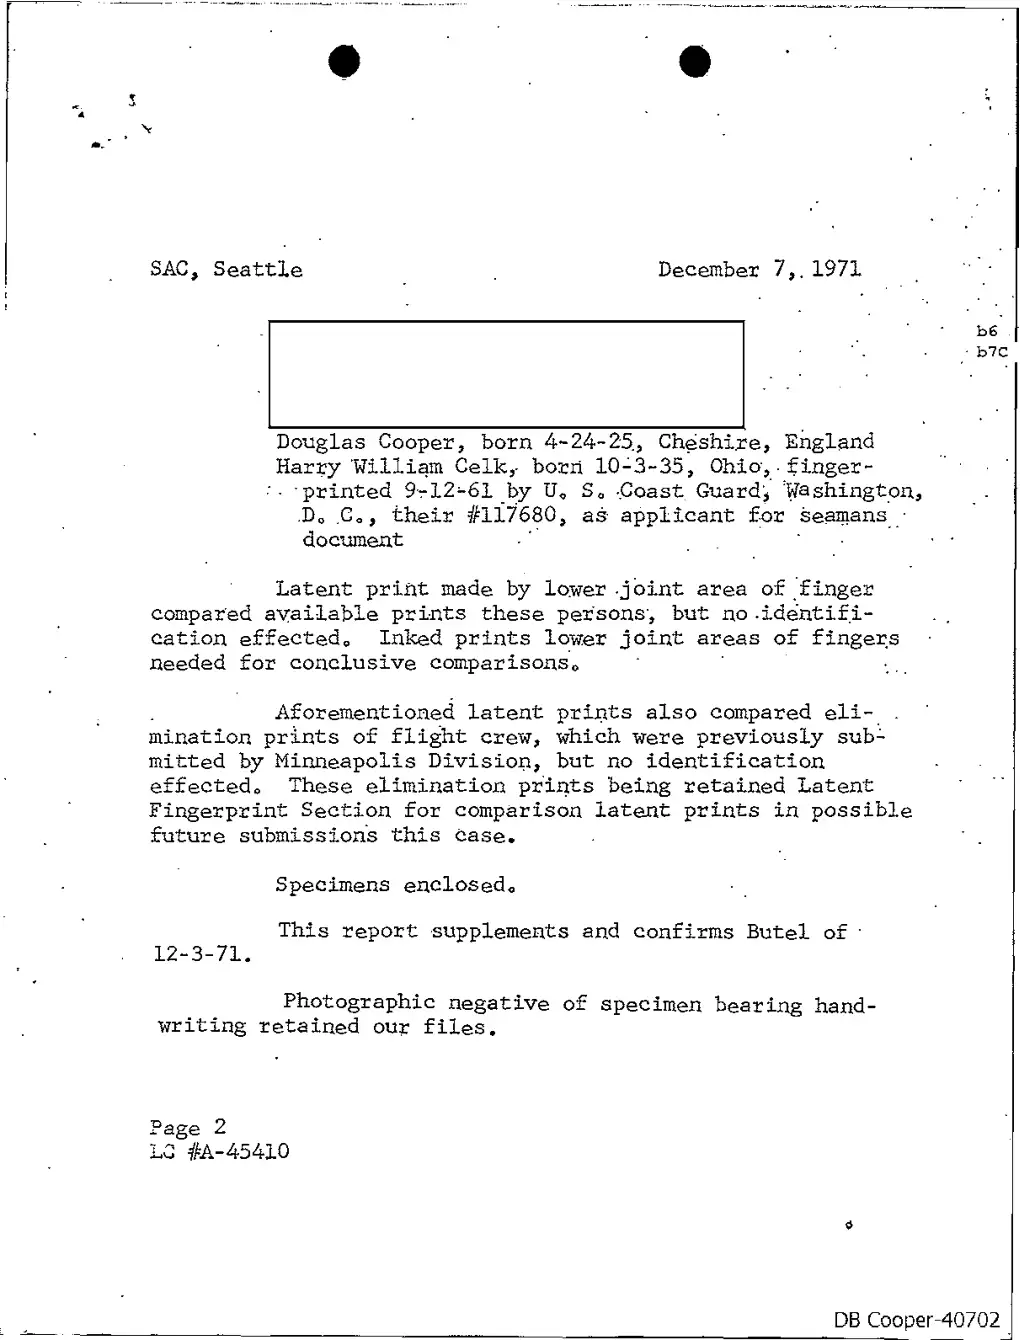 SAC, Seattle
December 7, 1971
b6
b7C
Douglas Cooper, born 4-24-25, Cheshire, England
Harry William Celk, born 10-3-35, Ohio, finger-
printed 9-12-61 by U. S. Coast Guard, Washington,
D. C., their #117680, as applicant for seamans
document
Latent print made by lower joint area of finger
compared available prints these persons, but no identifi-
cation effected. Inked prints lower joint areas of fingers
needed for conclusive comparisons.
Aforementioned latent prints also compared eli-
mination prints of flight crew, which were previously sub-
mitted by Minneapolis Division, but no identification
effected. These elimination prints being retained Latent
Fingerprint Section for comparison latent prints in possible
future submissions this case.
Specimens enclosed.
This report supplements and confirms Butel of
12-3-71.
Photographic negative of specimen bearing hand-
writing retained our files.
Page 2
LC #A-45410
DB Cooper-40702